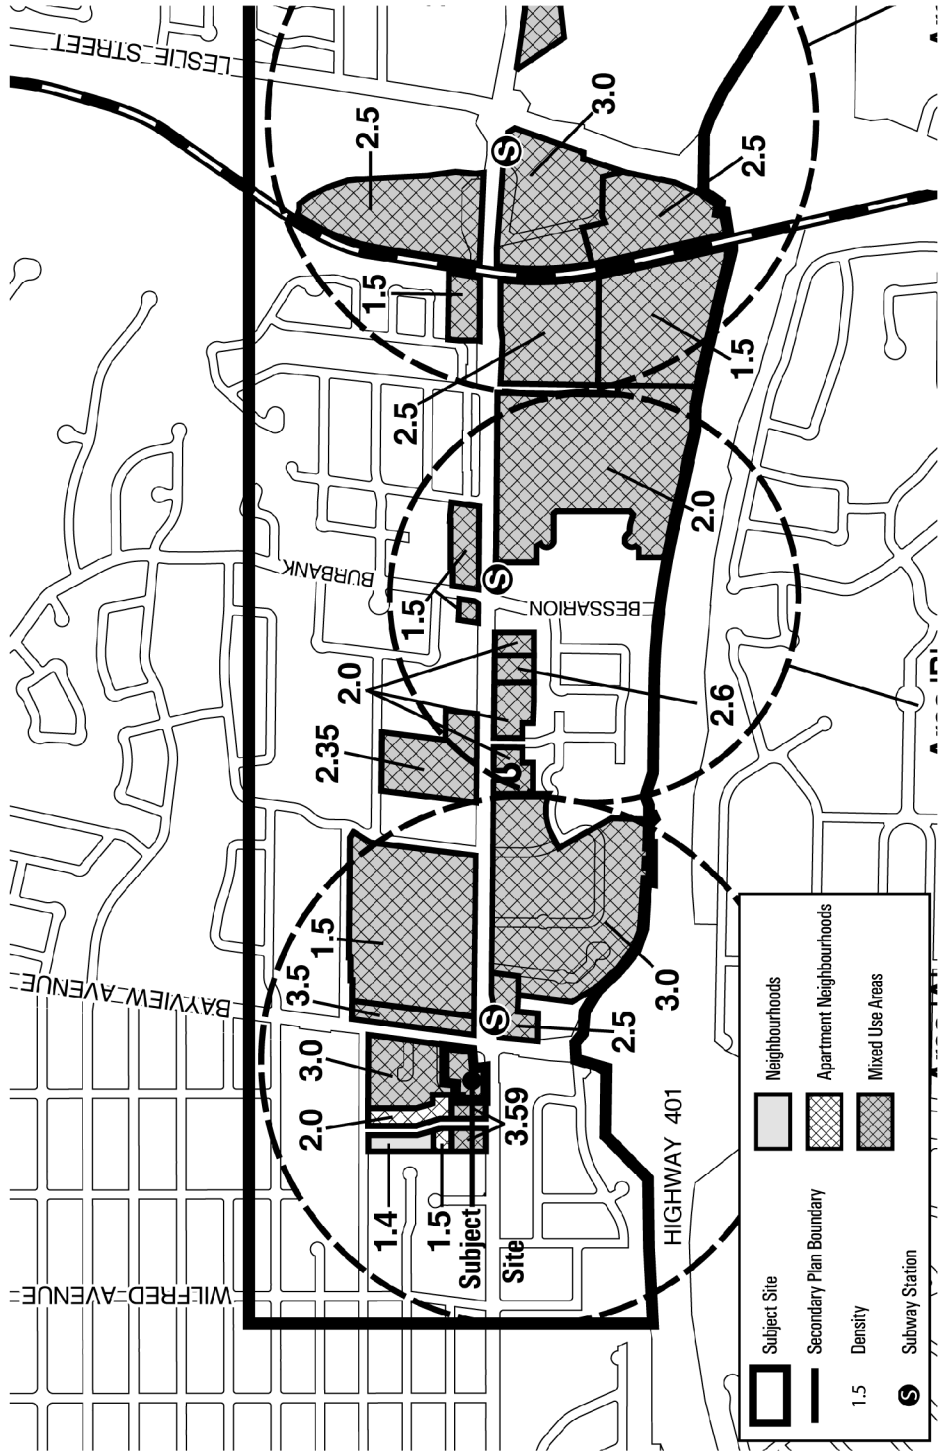 LESLIE STREET
3.0
2.5
2.5
1.5
2.5
1.5
2.0
BURBANK
BESSARION
1.5
2.0
2.6
2.35
1.5
3.5
BAYVIEW AVENUE
3.0
2.5
3.0
2.0
3.59
1.4
1.5
Subject
Site
HIGHWAY 401
WILFRED AVENUE
S
S
S
Subject Site
Secondary Plan Boundary
1.5 Density
S Subway Station
Neighbourhoods
Apartment Neighbourhoods
Mixed Use Areas